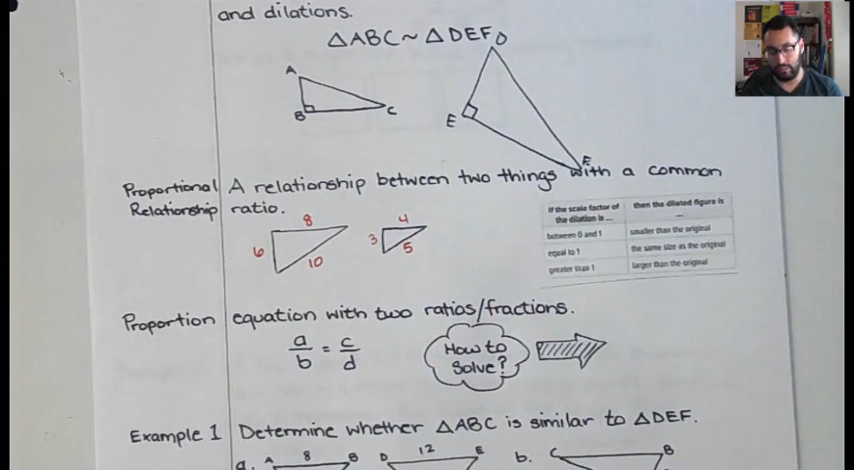 and dilations.
△ABC ~ △DEF
D
A
B
C
E
F
Proportional
Relationship
A relationship between two things with a common
ratio.
8
6
10
4
3
5
If the scale factor of
the dilation is ...
then the dilated figure is
...
between 0 and 1
smaller than the original
equal to 1
the same size as the original
greater than 1
larger than the original
Proportion
equation with two ratios/fractions.
a/b = c/d
How to
Solve?
Example 1
Determine whether △ABC is similar to △DEF.
a.
A
8
B
D
12
E
b.
C
B